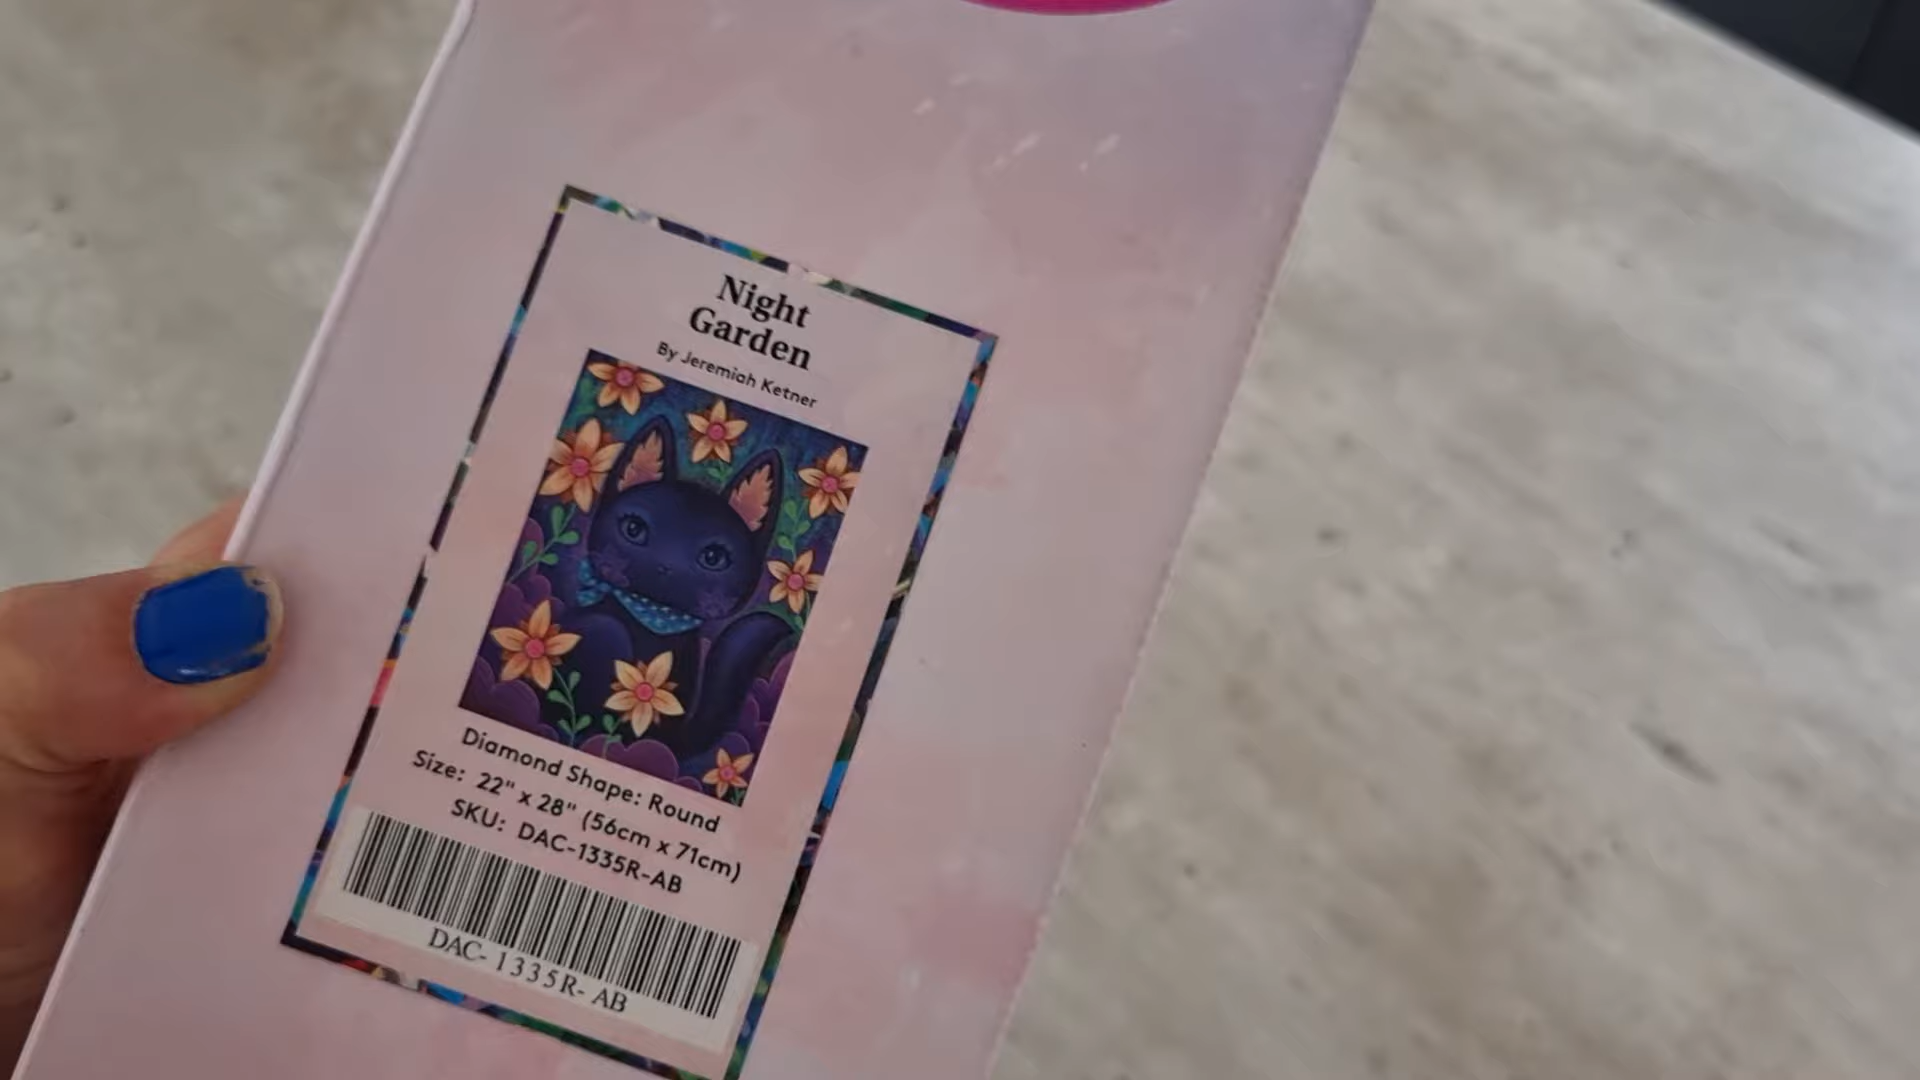 Night
Garden
By Jeremiah Ketner
Diamond Shape: Round
Size: 22" x 28" (56cm x 71cm)
SKU: DAC-1335R-AB
DAC- 1335R- AB